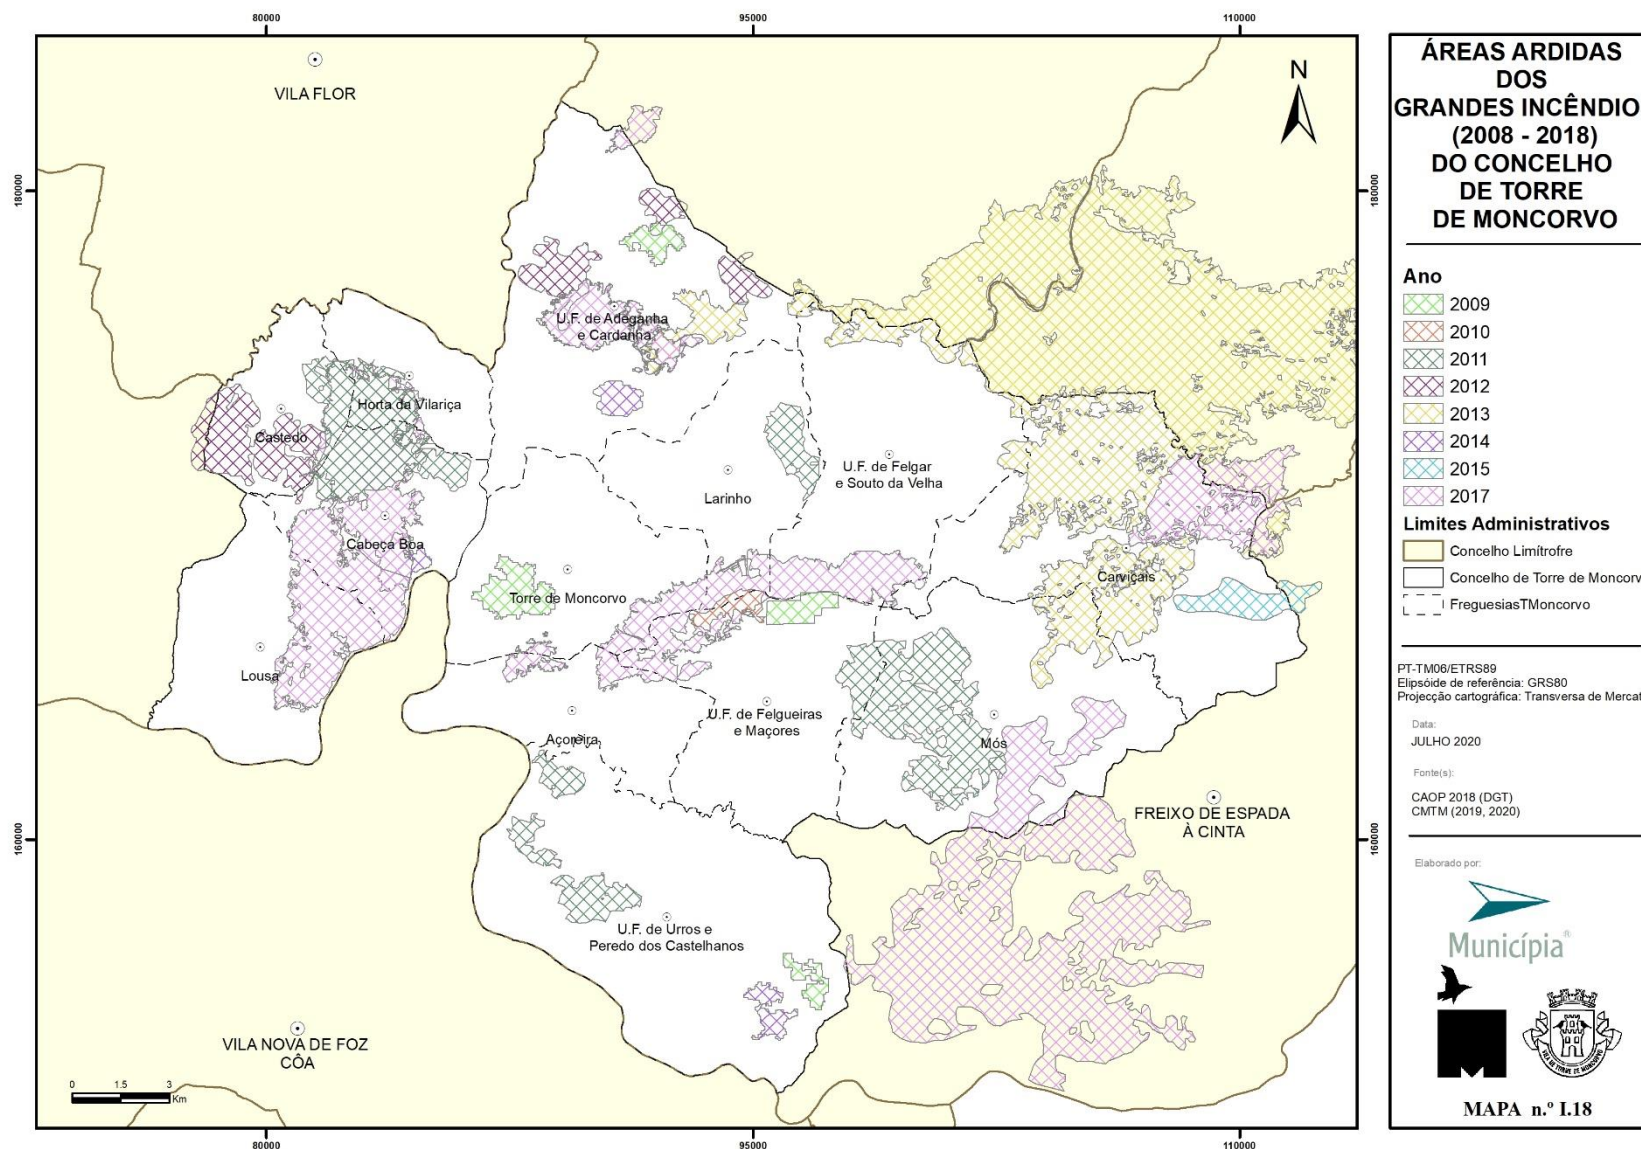 80000
95000
110000
VILA FLOR
N
180000
180000
U.F. de Adeganha
e Cardanha
Horta da Vilariça
Castedo
Larinho
U.F. de Felgar
e Souto da Velha
Cabeça Boa
Torre de Moncorvo
Carviçais
Lousa
Açoreira
U.F. de Felgueiras
e Maçores
Mós
FREIXO DE ESPADA
À CINTA
160000
160000
U.F. de Urros e
Peredo dos Castelhanos
VILA NOVA DE FOZ
CÔA
0 1.5 3
Km
80000
95000
110000
ÁREAS ARDIDAS
DOS
GRANDES INCÊNDIO
(2008 - 2018)
DO CONCELHO
DE TORRE
DE MONCORVO
Ano
2009
2010
2011
2012
2013
2014
2015
2017
Limites Administrativos
Concelho Limítrofre
Concelho de Torre de Moncorv
FreguesiasTMoncorvo
PT-TM06/ETRS89
Elipsóide de referência: GRS80
Projecção cartográfica: Transversa de Mercat
Data:
JULHO 2020
Fonte(s):
CAOP 2018 (DGT)
CMTM (2019, 2020)
Elaborado por:
Município®
VILA DE TORRE DE MONCORVO
MAPA n.º I.18